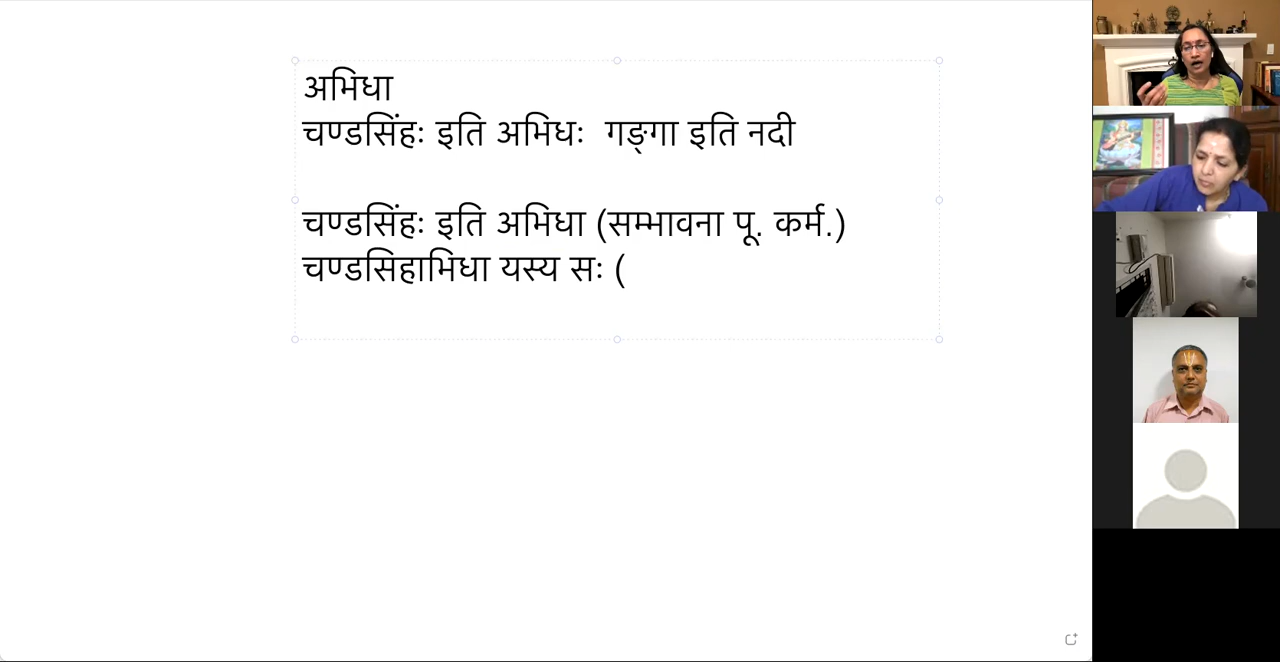 अभिधा
चण्डसिंहः इति अभिधः  गङ्गा इति नदी
चण्डसिंहः इति अभिधा (सम्भावना पू. कर्म.)
चण्डसिहाभिधा यस्य सः (